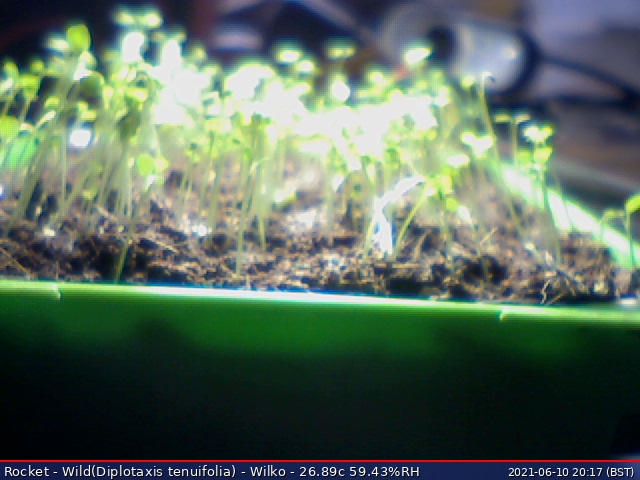 Rocket - Wild(Diplotaxis tenuifolia) - Wilko - 26.89c 59.43%RH
2021-06-10 20:17 (BST)